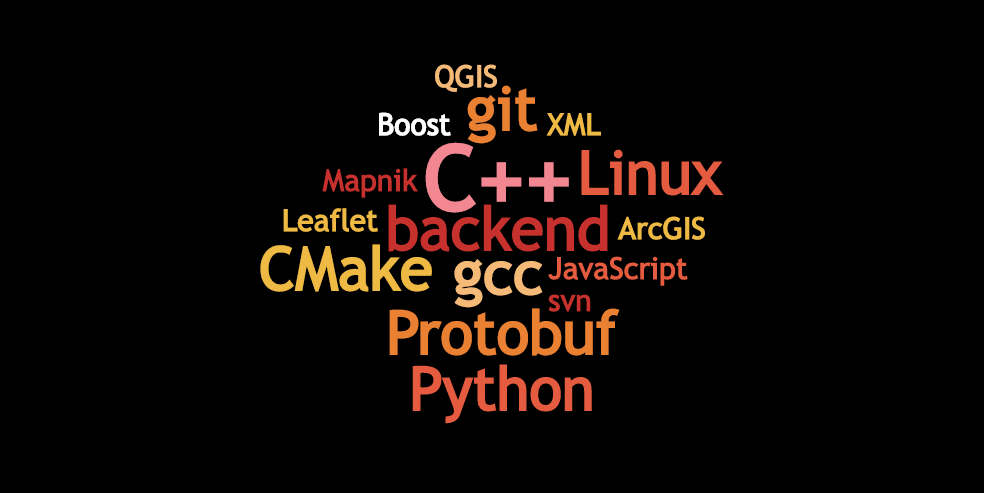 QGIS
git
Boost
XML
C++
Linux
Mapnik
Leaflet
backend
ArcGIS
CMake
gcc
JavaScript
svn
Protobuf
Python